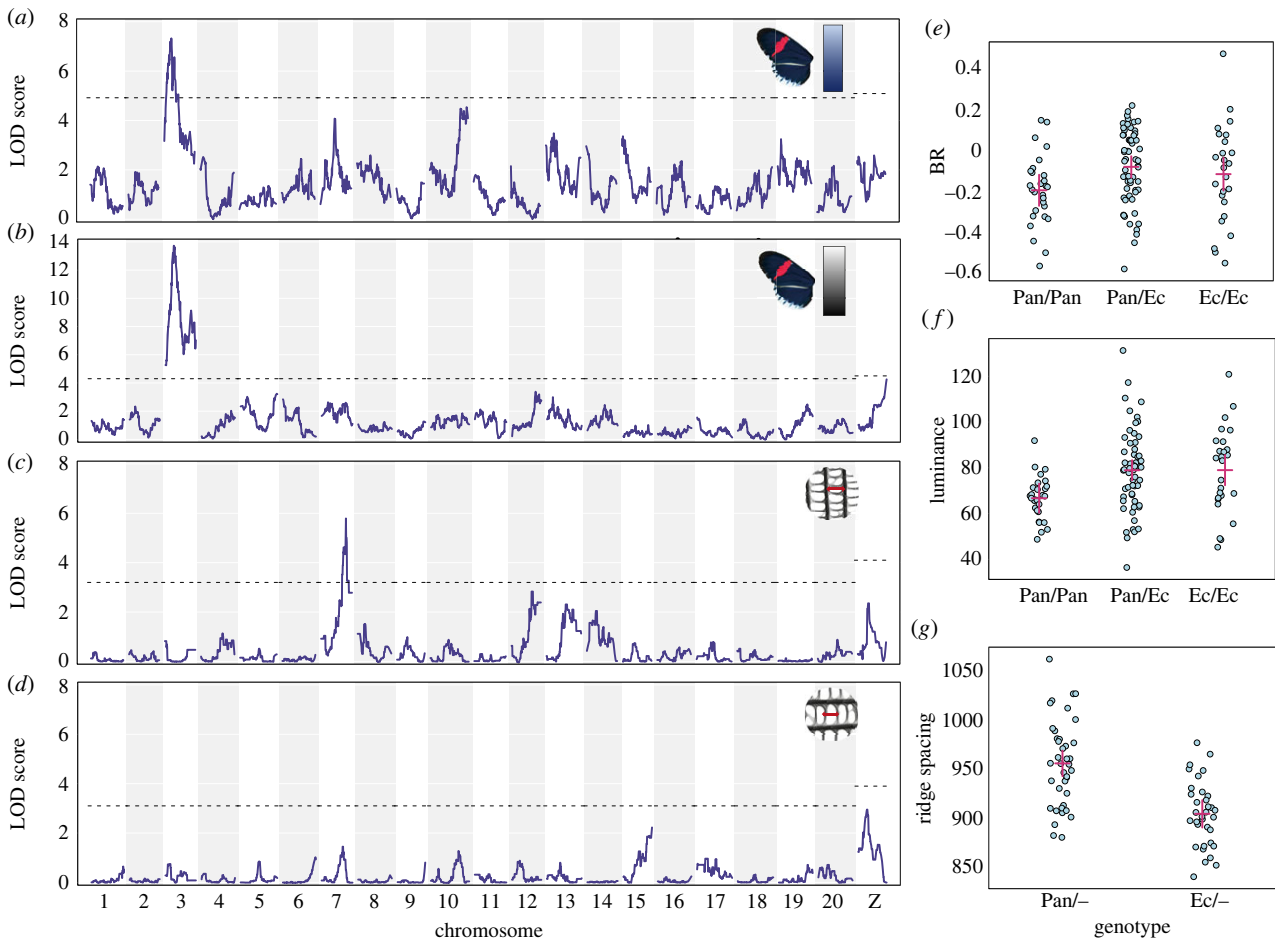 (a)
8
6
4
2
0
LOD score
(b)
14
12
10
8
6
4
2
0
LOD score
(c)
8
6
4
2
0
LOD score
(d)
8
6
4
2
0
LOD score
1 2 3 4 5 6 7 8 9 10 11 12 13 14 15 16 17 18 19 20 Z
chromosome
(e)
0.4
0.2
0
–0.2
–0.4
–0.6
BR
Pan/Pan Pan/Ec Ec/Ec
(f)
120
100
80
60
40
luminance
Pan/Pan Pan/Ec Ec/Ec
(g)
1050
1000
950
900
850
ridge spacing
Pan/– Ec/–
genotype